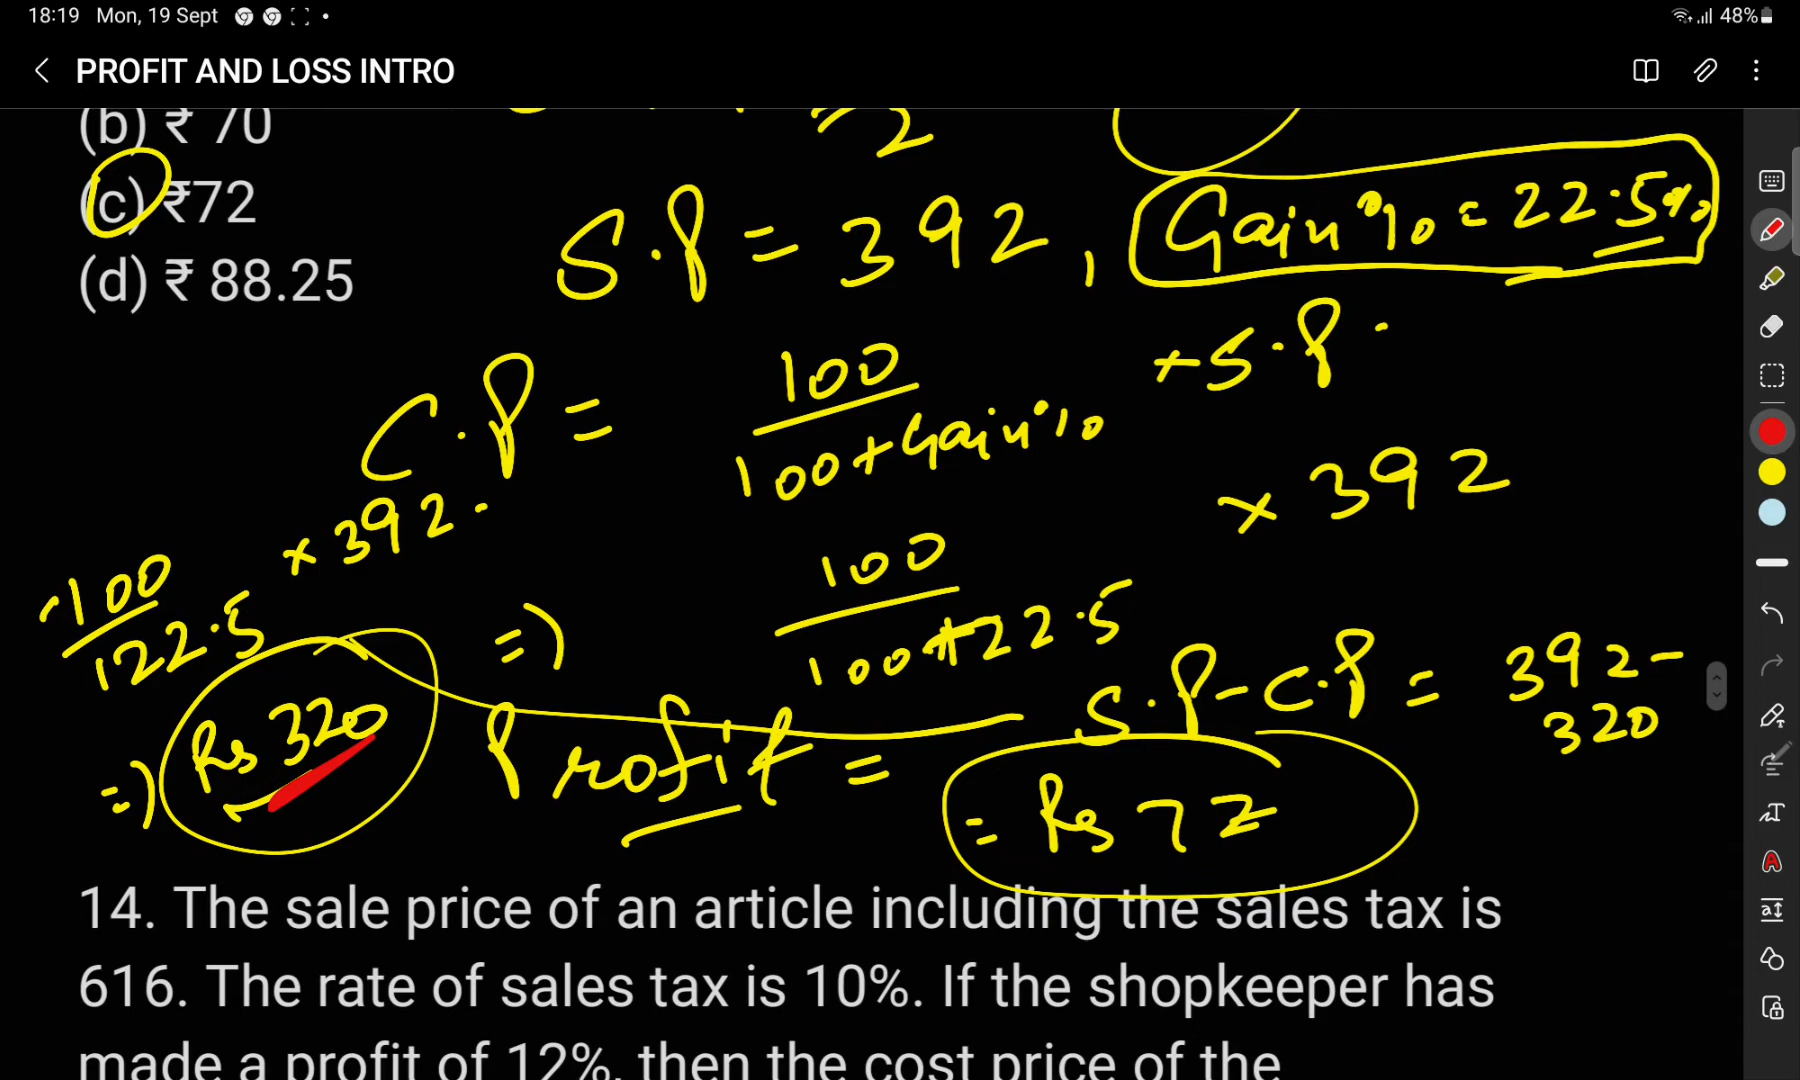 18:19 Mon, 19 Sept
48%
PROFIT AND LOSS INTRO
(b) ₹ 70
2
(c) ₹72
S.P = 392, Gain% = 22.5%
(d) ₹ 88.25
C.P = 100 / 100+Gain% × S.P.
100 / 122.5 × 392.
=) 100 / 100+22.5 × 392
=) Rs 320
Profit = S.P - C.P = 392 - 320
= Rs 72
14. The sale price of an article including the sales tax is
616. The rate of sales tax is 10%. If the shopkeeper has
made a profit of 12%, then the cost price of the